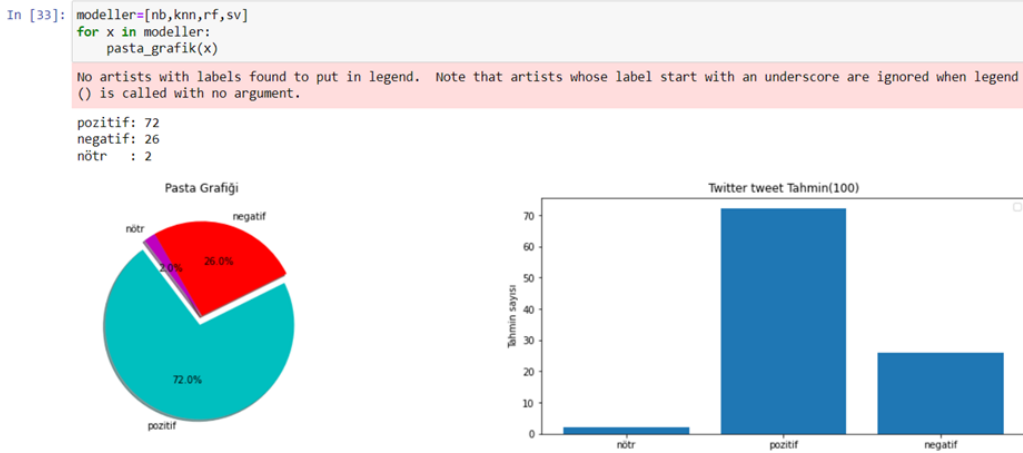 In [33]: modeller=[nb,knn,rf,sv]
for x in modeller:
    pasta_grafik(x)
No artists with labels found to put in legend.  Note that artists whose label start with an underscore are ignored when legend
() is called with no argument.
pozitif: 72
negatif: 26
nötr   : 2
Pasta Grafiği
negatif
nötr
26.0%
2.0%
72.0%
pozitif
Twitter tweet Tahmin(100)
70
60
50
40
30
20
10
0
Tahmin sayısı
nötr pozitif negatif